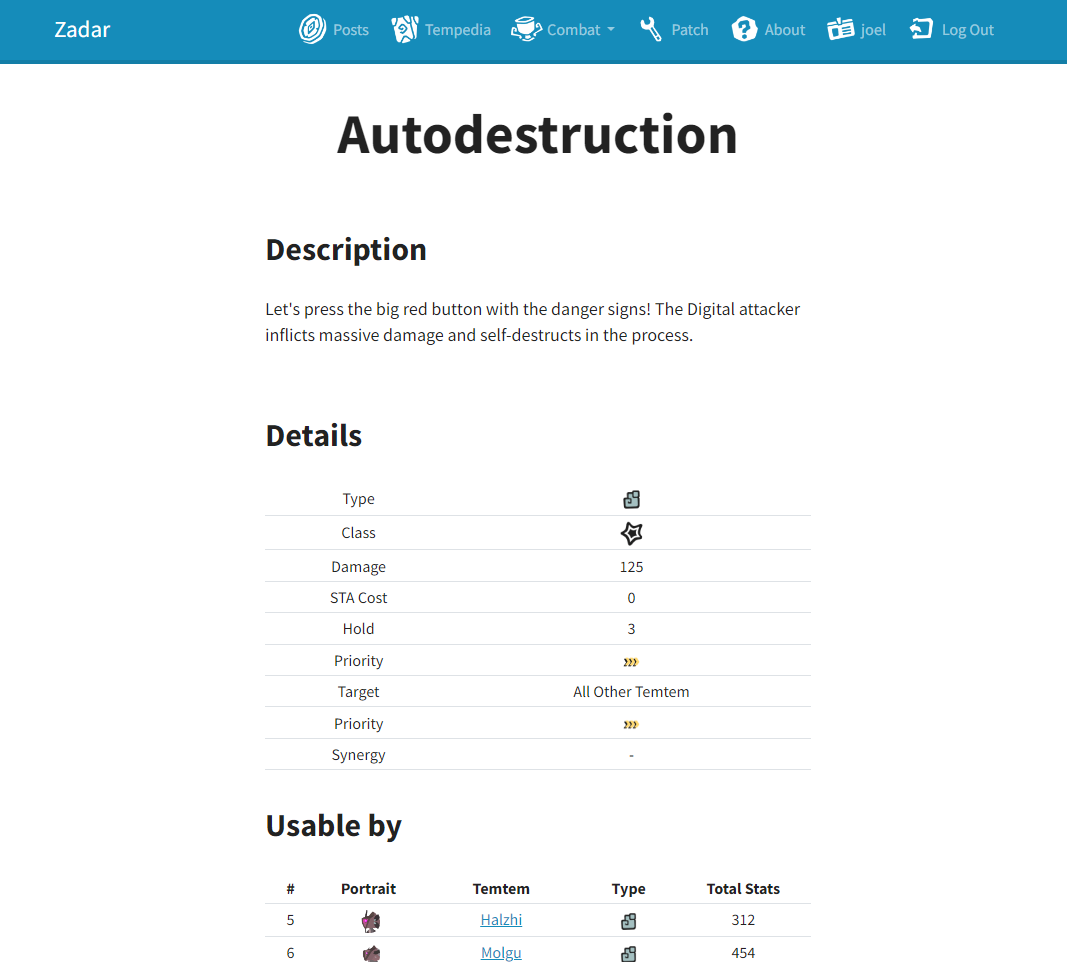 Zadar Posts Tempedia Combat Patch About joel Log Out
Autodestruction
Description
Let's press the big red button with the danger signs! The Digital attacker
inflicts massive damage and self-destructs in the process.
Details
Type
Class
Damage 125
STA Cost 0
Hold 3
Priority
Target All Other Temtem
Priority
Synergy -
Usable by
# Portrait Temtem Type Total Stats
5 Halzhi 312
6 Molgu 454